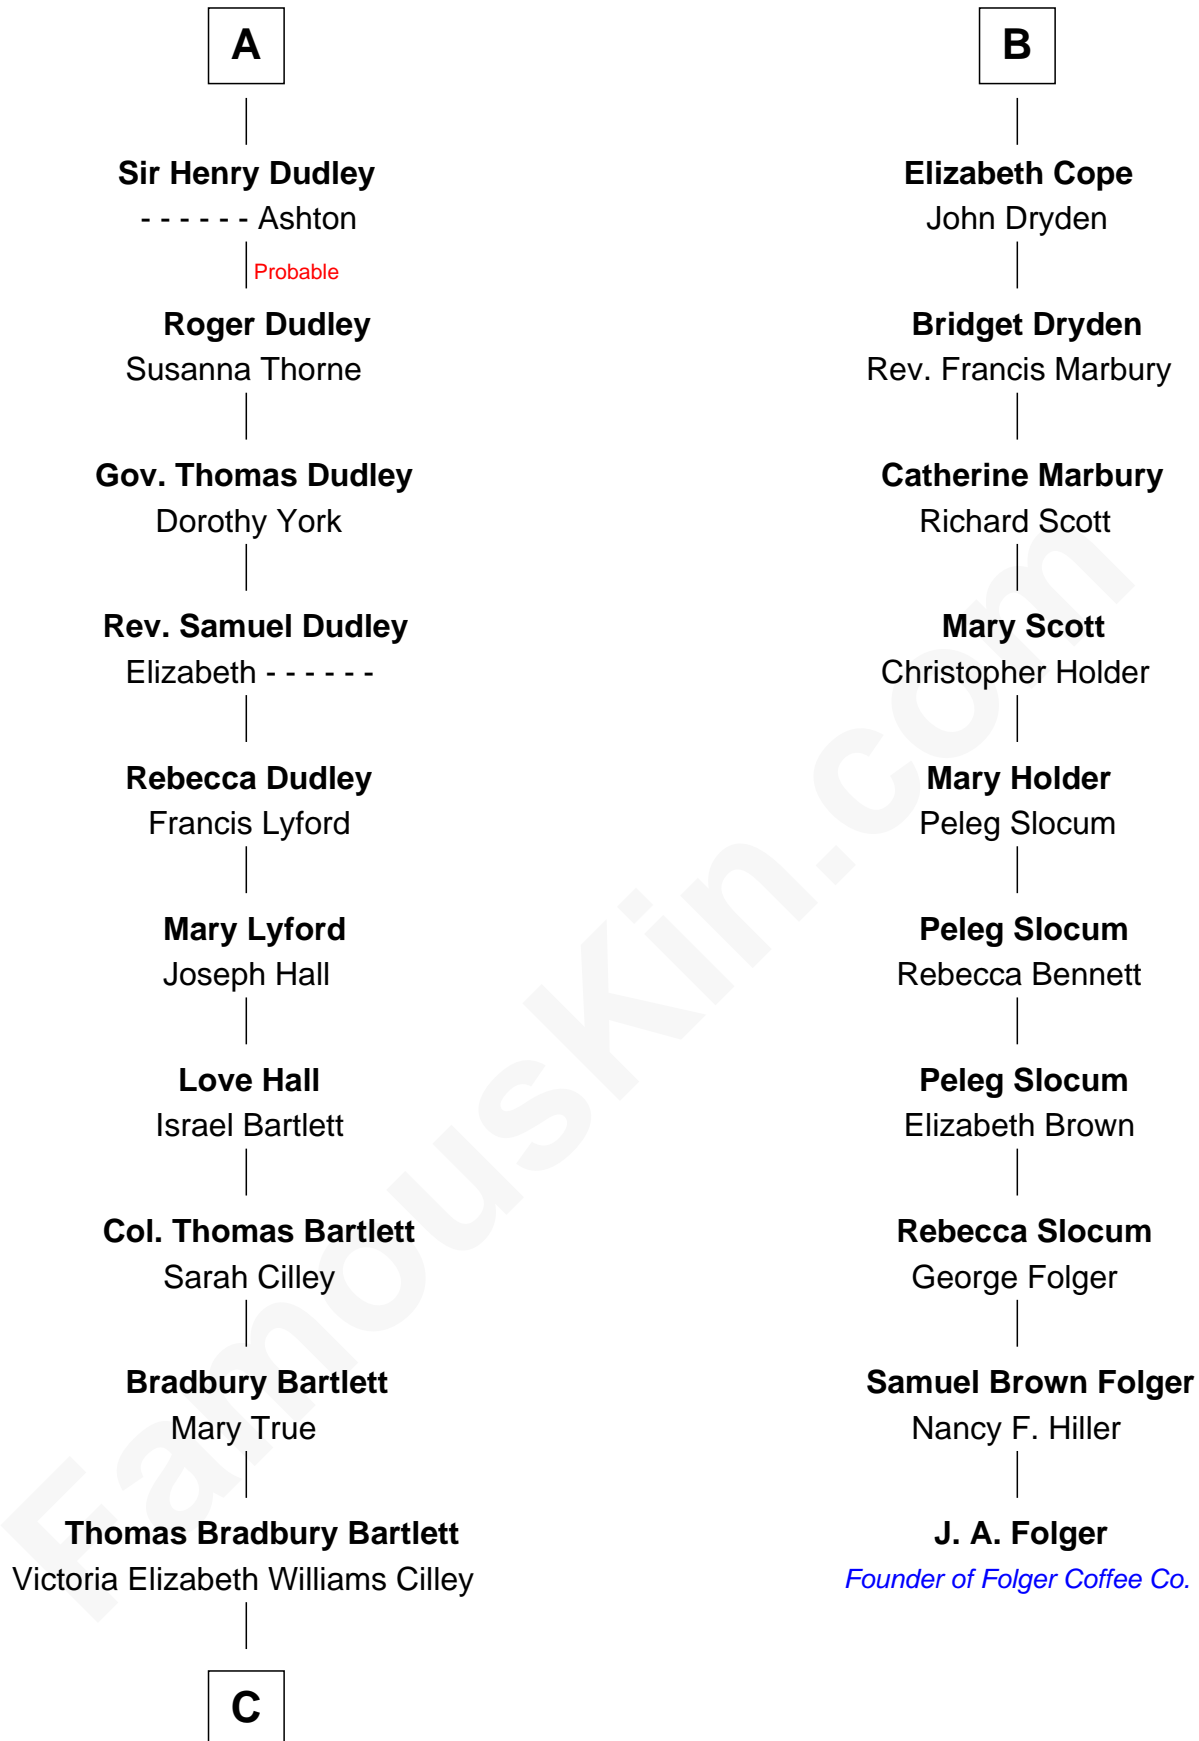 A
Sir Henry Dudley
- - - - - - Ashton
Probable
Roger Dudley
Susanna Thorne
Gov. Thomas Dudley
Dorothy York
Rev. Samuel Dudley
Elizabeth - - - - - -
Rebecca Dudley
Francis Lyford
Mary Lyford
Joseph Hall
Love Hall
Israel Bartlett
Col. Thomas Bartlett
Sarah Cilley
Bradbury Bartlett
Mary True
Thomas Bradbury Bartlett
Victoria Elizabeth Williams Cilley
C
B
Elizabeth Cope
John Dryden
Bridget Dryden
Rev. Francis Marbury
Catherine Marbury
Richard Scott
Mary Scott
Christopher Holder
Mary Holder
Peleg Slocum
Peleg Slocum
Rebecca Bennett
Peleg Slocum
Elizabeth Brown
Rebecca Slocum
George Folger
Samuel Brown Folger
Nancy F. Hiller
J. A. Folger
Founder of Folger Coffee Co.
FamousKin.com